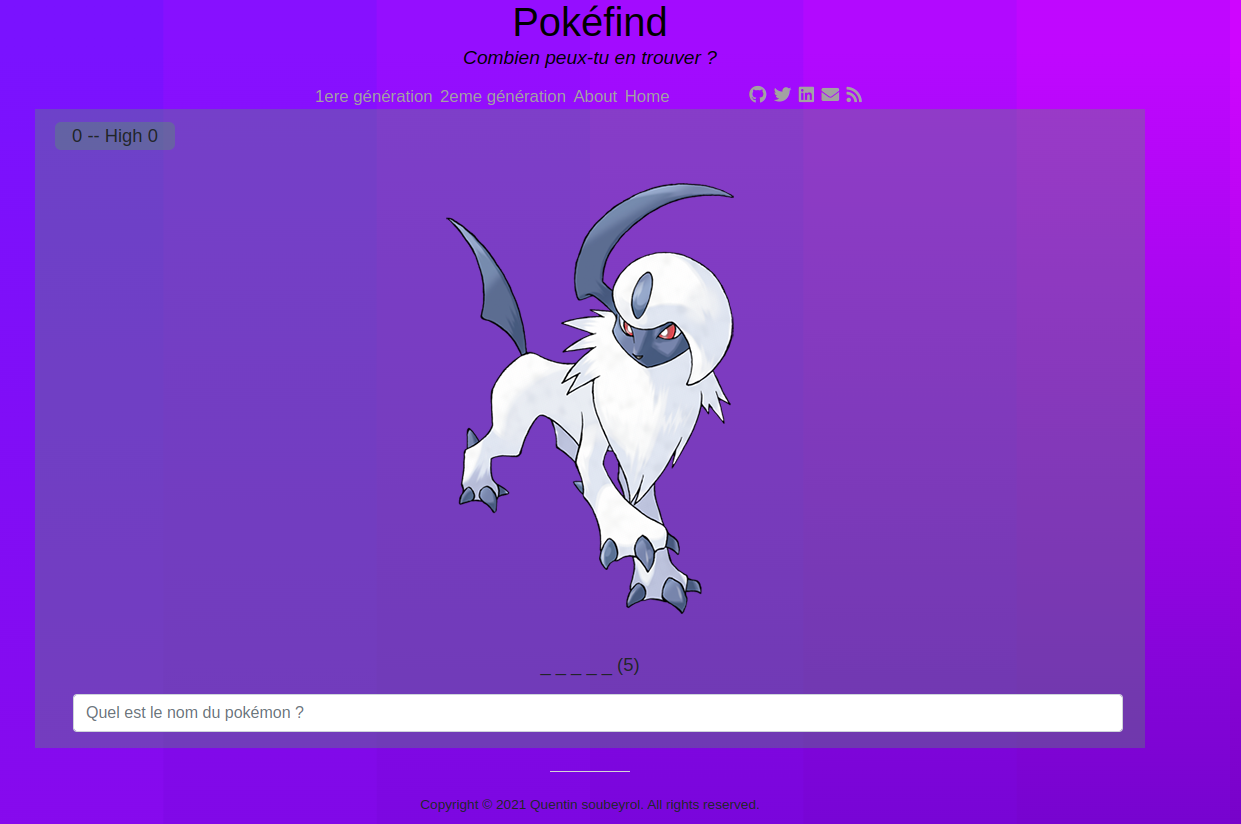 Pokéfind
Combien peux-tu en trouver ?
1ere génération 2eme génération About Home
0 -- High 0
_ _ _ _ _ (5)
Quel est le nom du pokémon ?
Copyright © 2021 Quentin soubeyrol. All rights reserved.